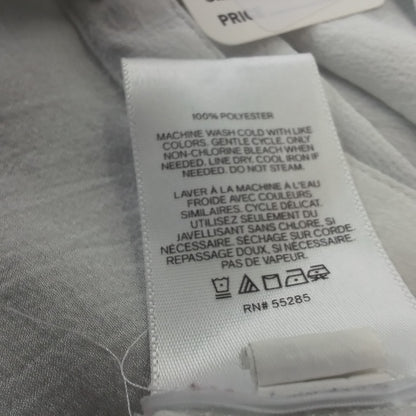 PRI
100% POLYESTER
MACHINE WASH COLD WITH LIKE
COLORS. GENTLE CYCLE. ONLY
NON-CHLORINE BLEACH WHEN
NEEDED. LINE DRY. COOL IRON IF
NEEDED. DO NOT STEAM.
LAVER À LA MACHINE À L'EAU
FROIDE AVEC COULEURS
SIMILAIRES. CYCLE DÉLICAT.
UTILISEZ SEULEMENT DU
JAVELLISANT SANS CHLORE, SI
NÉCESSAIRE. SÉCHAGE SUR CORDE.
REPASSAGE DOUX, SI NÉCESSAIRE.
PAS DE VAPEUR.
RN# 55285